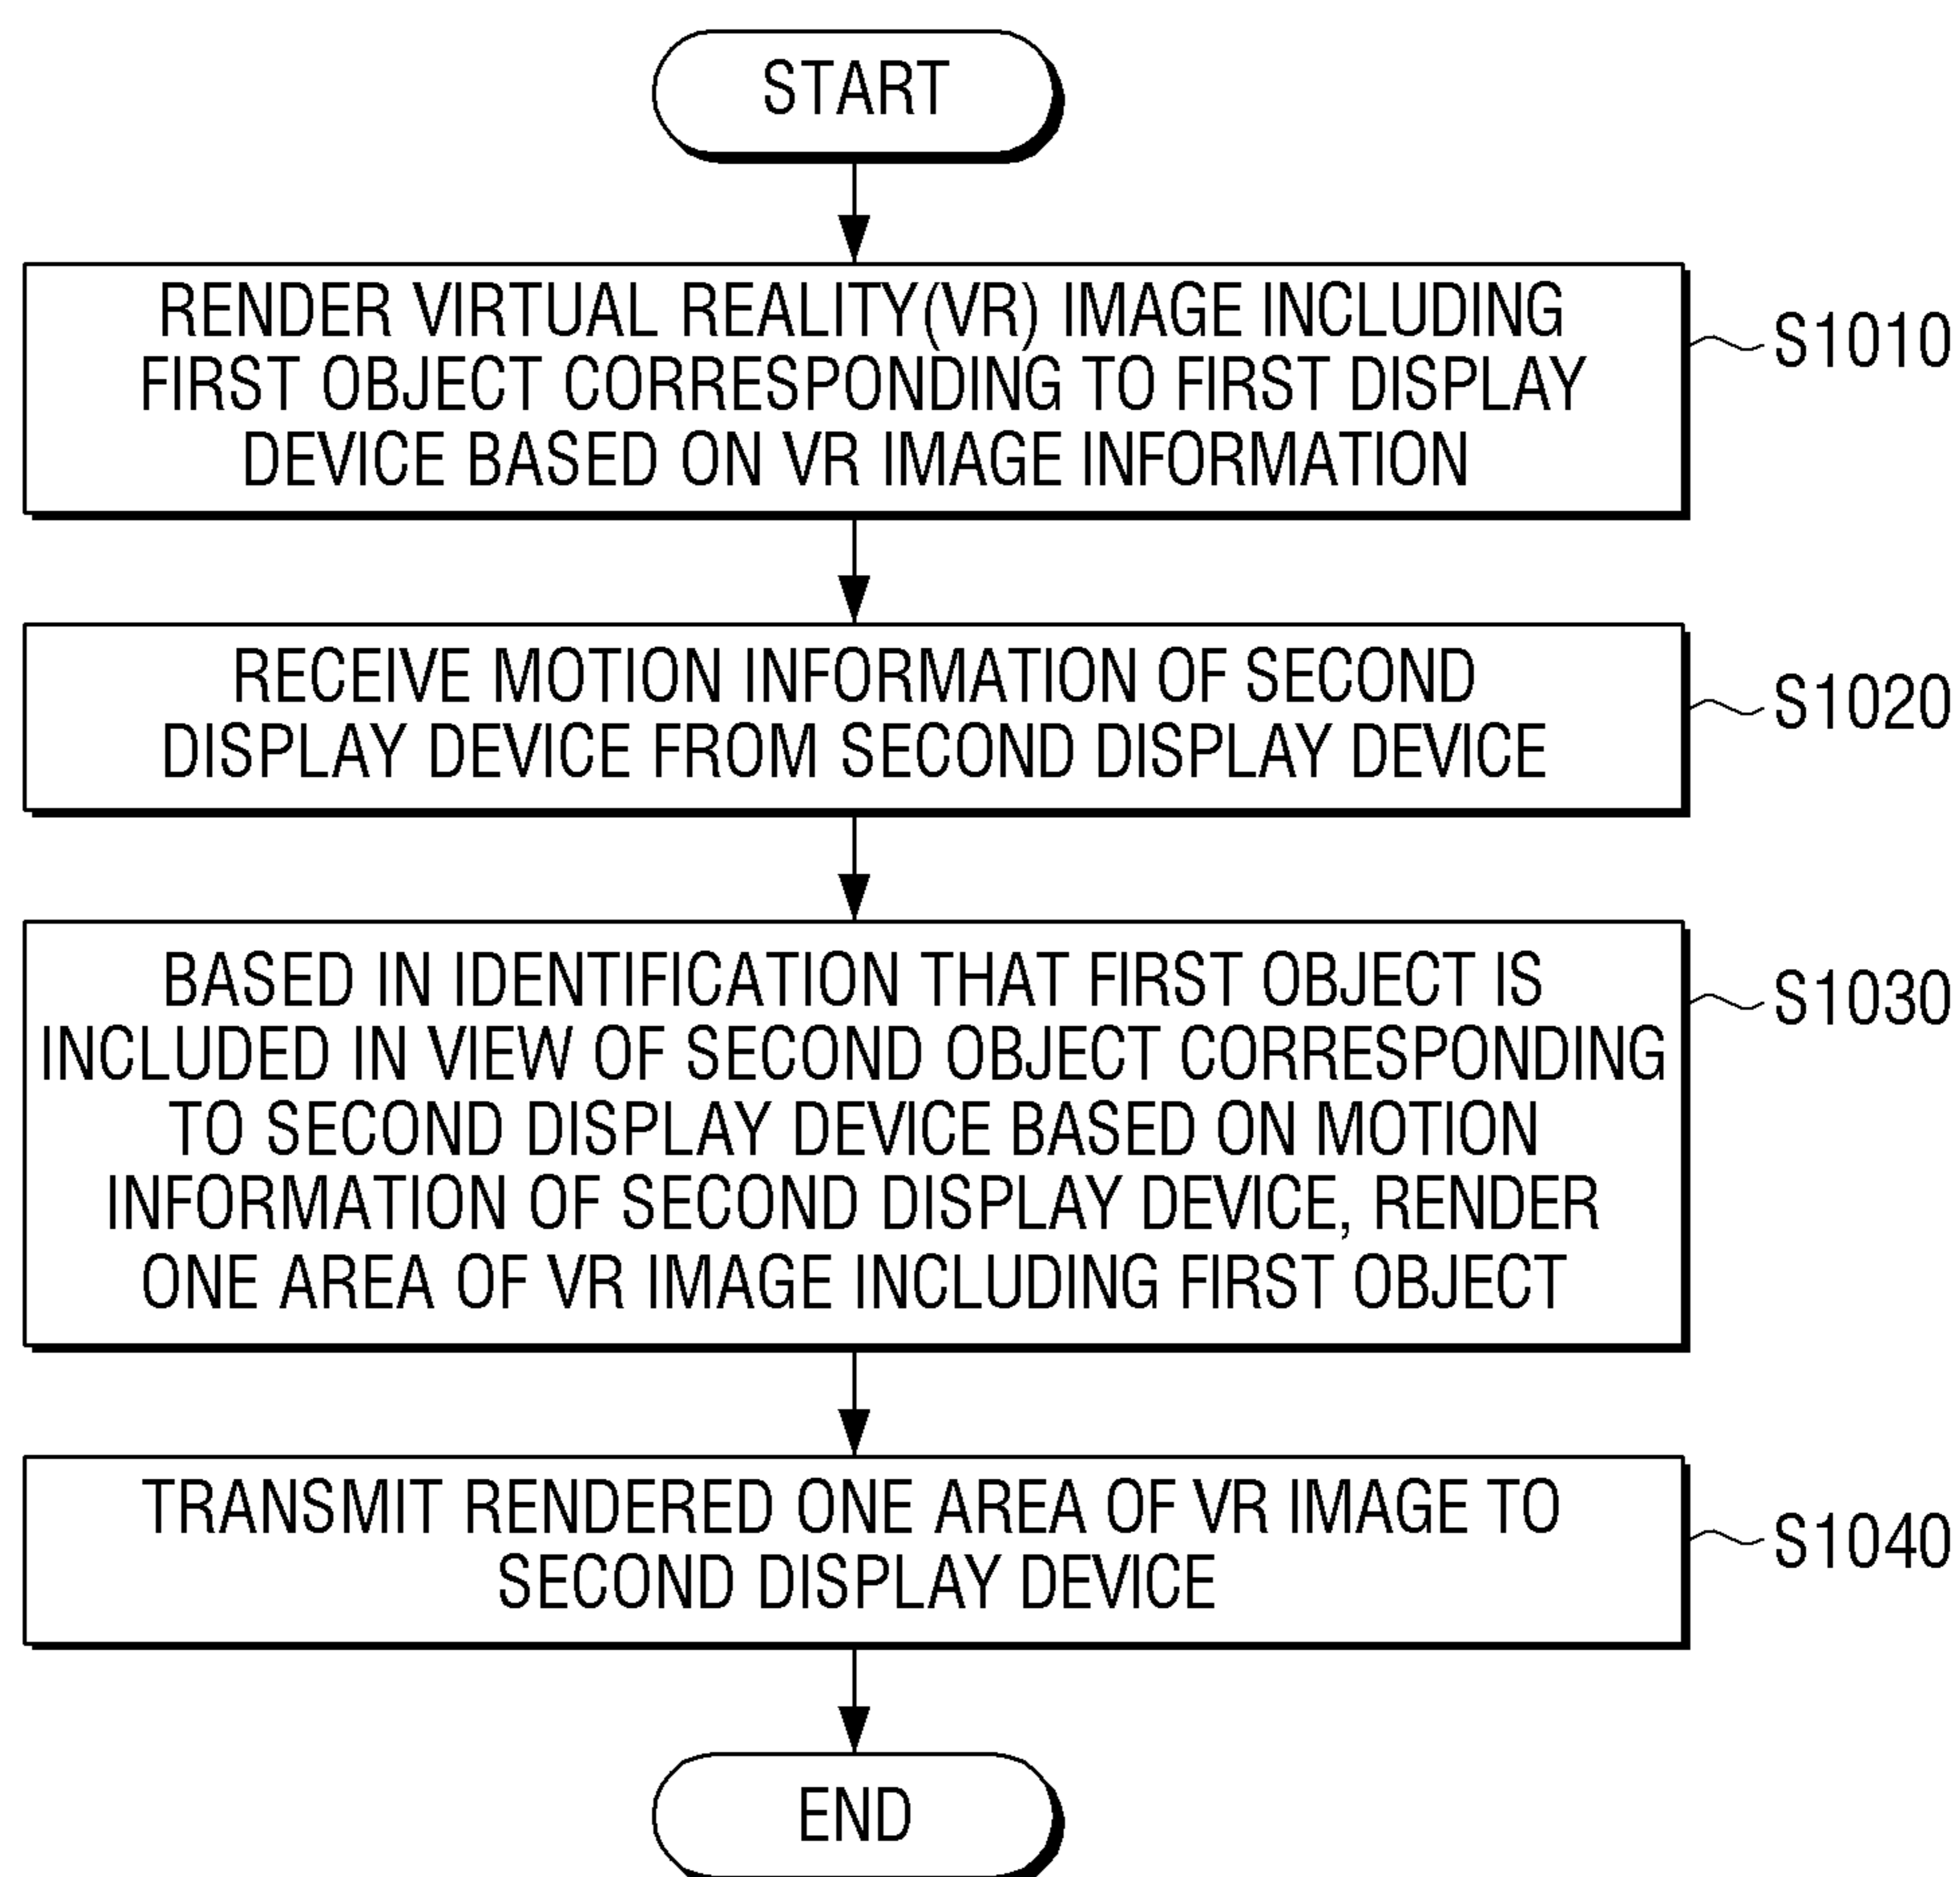 START
RENDER VIRTUAL REALITY(VR) IMAGE INCLUDING
FIRST OBJECT CORRESPONDING TO FIRST DISPLAY
DEVICE BASED ON VR IMAGE INFORMATION
S1010
RECEIVE MOTION INFORMATION OF SECOND
DISPLAY DEVICE FROM SECOND DISPLAY DEVICE
S1020
BASED IN IDENTIFICATION THAT FIRST OBJECT IS
INCLUDED IN VIEW OF SECOND OBJECT CORRESPONDING
TO SECOND DISPLAY DEVICE BASED ON MOTION
INFORMATION OF SECOND DISPLAY DEVICE, RENDER
ONE AREA OF VR IMAGE INCLUDING FIRST OBJECT
S1030
TRANSMIT RENDERED ONE AREA OF VR IMAGE TO
SECOND DISPLAY DEVICE
S1040
END